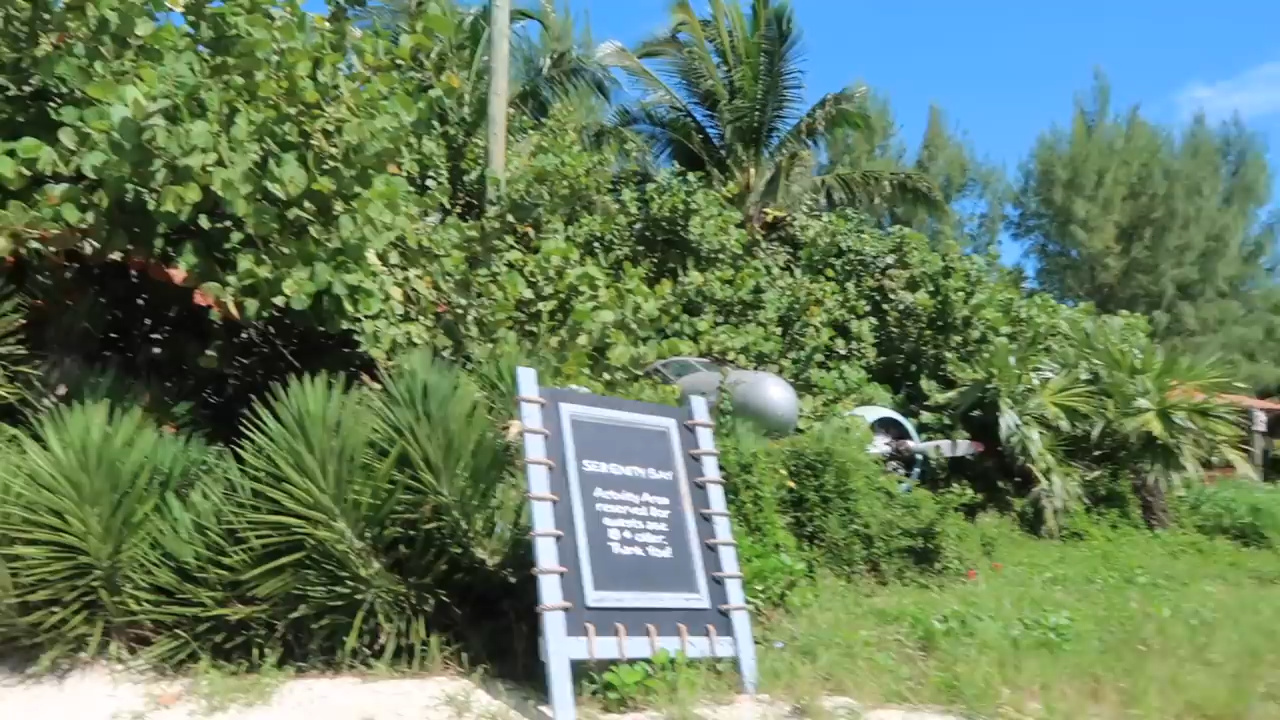 SERENITY BAY
Activity Area
reserved for
guests age
18 + older.
Thank You!